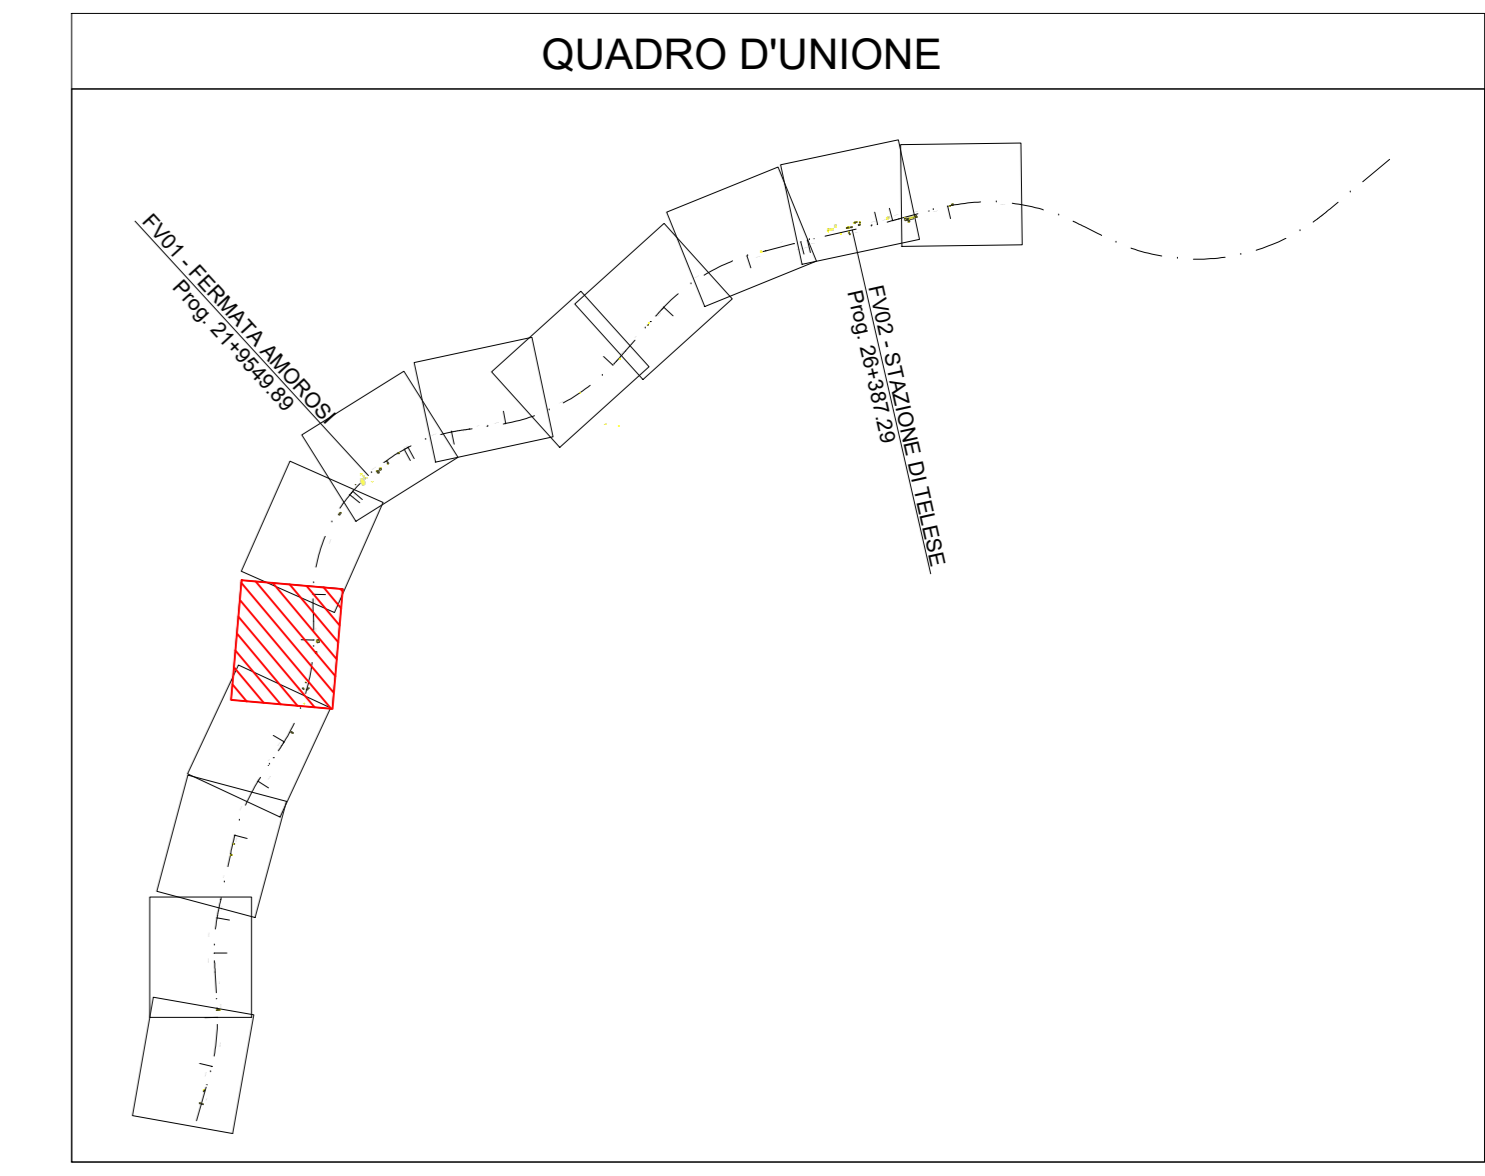 QUADRO D'UNIONE
FV01 - FERMATA AMOROSI
Prog. 21+9549.89
FV02 - STAZIONE DI TELESE
Prog. 26+387.29